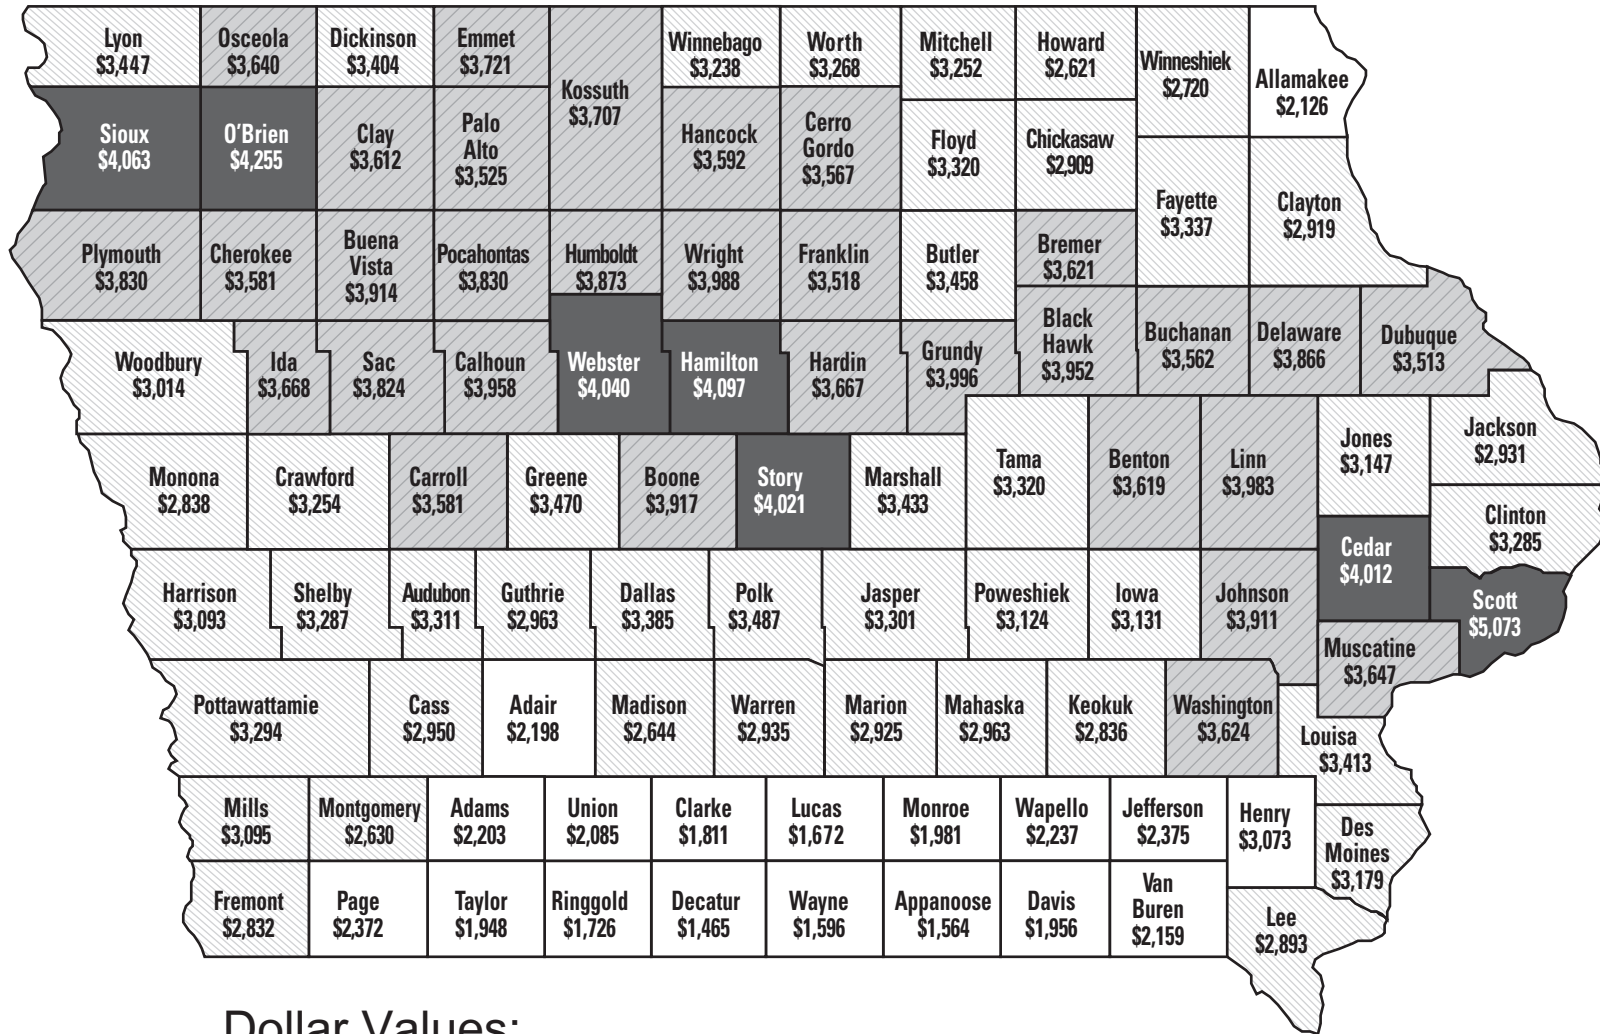 Lyon
$3,447
Osceola
$3,640
Dickinson
$3,404
Emmet
$3,721
Kossuth
$3,707
Winnebago
$3,238
Worth
$3,268
Mitchell
$3,252
Howard
$2,621
Winneshiek
$2,720
Allamakee
$2,126
Sioux
$4,063
O'Brien
$4,255
Clay
$3,612
Palo
Alto
$3,525
Hancock
$3,592
Cerro
Gordo
$3,567
Floyd
$3,320
Chickasaw
$2,909
Fayette
$3,337
Clayton
$2,919
Plymouth
$3,830
Cherokee
$3,581
Buena
Vista
$3,914
Pocahontas
$3,830
Humboldt
$3,873
Wright
$3,988
Franklin
$3,518
Butler
$3,458
Bremer
$3,621
Woodbury
$3,014
Ida
$3,668
Sac
$3,824
Calhoun
$3,958
Webster
$4,040
Hamilton
$4,097
Hardin
$3,667
Grundy
$3,996
Black
Hawk
$3,952
Buchanan
$3,562
Delaware
$3,866
Dubuque
$3,513
Monona
$2,838
Crawford
$3,254
Carroll
$3,581
Greene
$3,470
Boone
$3,917
Story
$4,021
Marshall
$3,433
Tama
$3,320
Benton
$3,619
Linn
$3,983
Jones
$3,147
Jackson
$2,931
Clinton
$3,285
Cedar
$4,012
Scott
$5,073
Harrison
$3,093
Shelby
$3,287
Audubon
$3,311
Guthrie
$2,963
Dallas
$3,385
Polk
$3,487
Jasper
$3,301
Poweshiek
$3,124
Iowa
$3,131
Johnson
$3,911
Muscatine
$3,647
Pottawattamie
$3,294
Cass
$2,950
Adair
$2,198
Madison
$2,644
Warren
$2,935
Marion
$2,925
Mahaska
$2,963
Keokuk
$2,836
Washington
$3,624
Louisa
$3,413
Mills
$3,095
Montgomery
$2,630
Adams
$2,203
Union
$2,085
Clarke
$1,811
Lucas
$1,672
Monroe
$1,981
Wapello
$2,237
Jefferson
$2,375
Henry
$3,073
Des
Moines
$3,179
Fremont
$2,832
Page
$2,372
Taylor
$1,948
Ringgold
$1,726
Decatur
$1,465
Wayne
$1,596
Appanoose
$1,564
Davis
$1,956
Van
Buren
$2,159
Lee
$2,893
Dollar Values: